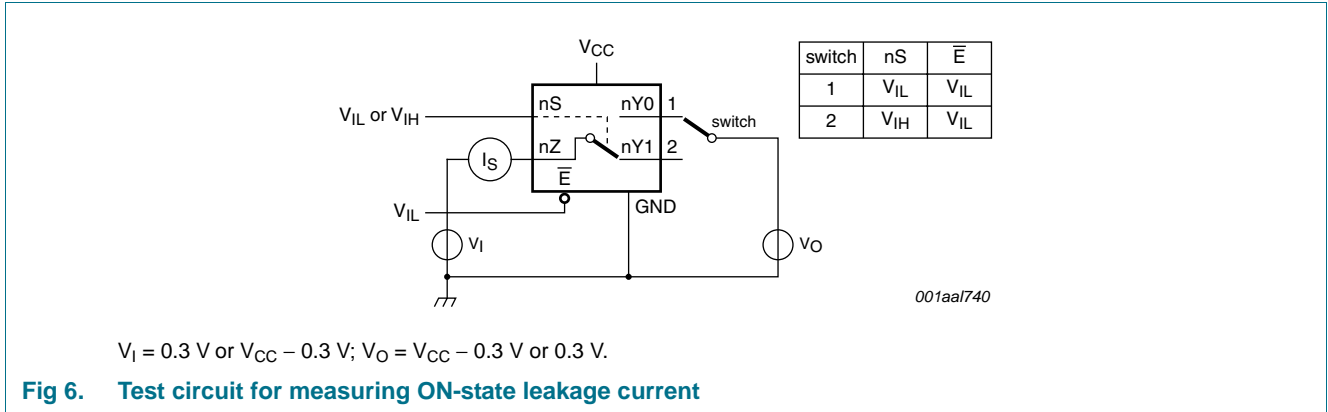 VCC
switch nS E̅
1 VIL VIL
2 VIH VIL
VIL or VIH
nS nY0 1
switch
IS
nZ nY1 2
E̅
VIL GND
VI VO
001aal740
VI = 0.3 V or VCC − 0.3 V; VO = VCC − 0.3 V or 0.3 V.
Fig 6. Test circuit for measuring ON-state leakage current